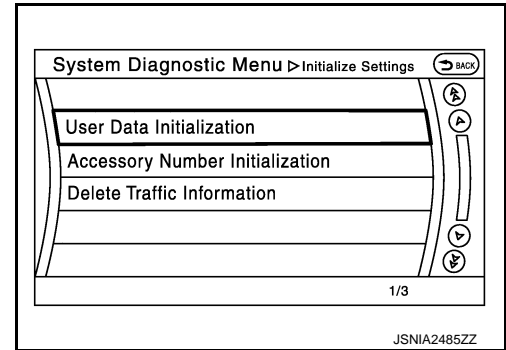 System Diagnostic Menu ▷ Initialize Settings BACK
User Data Initialization
Accessory Number Initialization
Delete Traffic Information
1/3
JSNIA2485ZZ